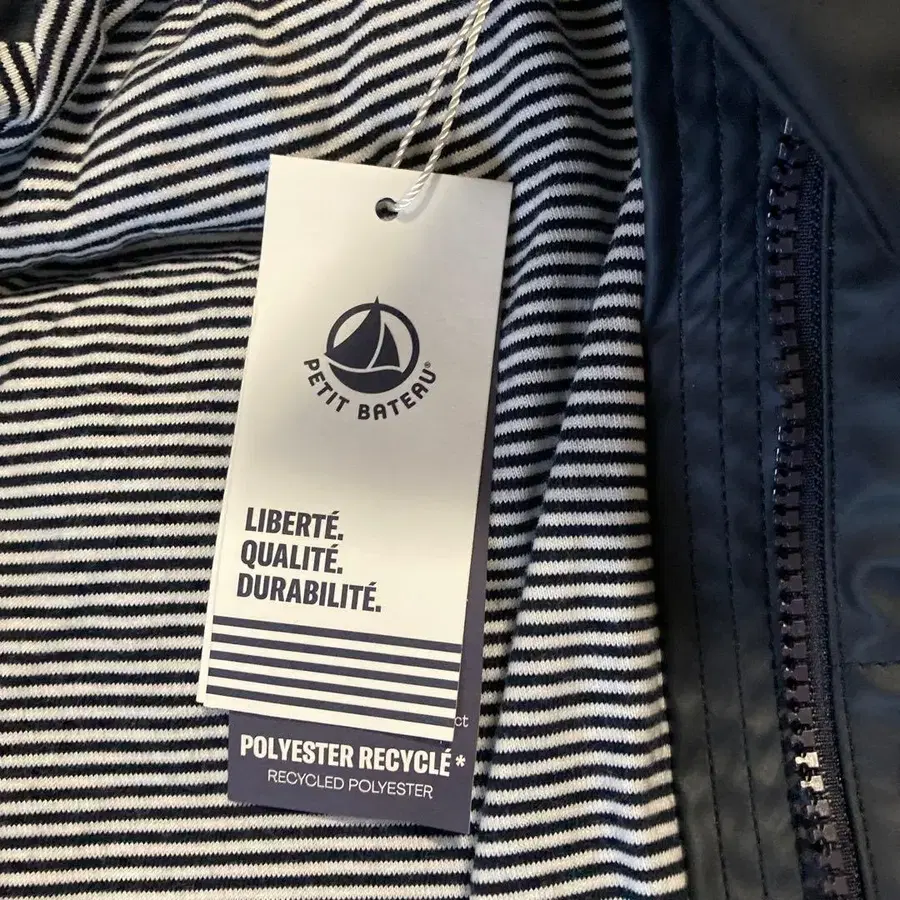 PETIT BATEAU®
LIBERTÉ.
QUALITÉ.
DURABILITÉ.
POLYESTER RECYCLÉ*
RECYCLED POLYESTER